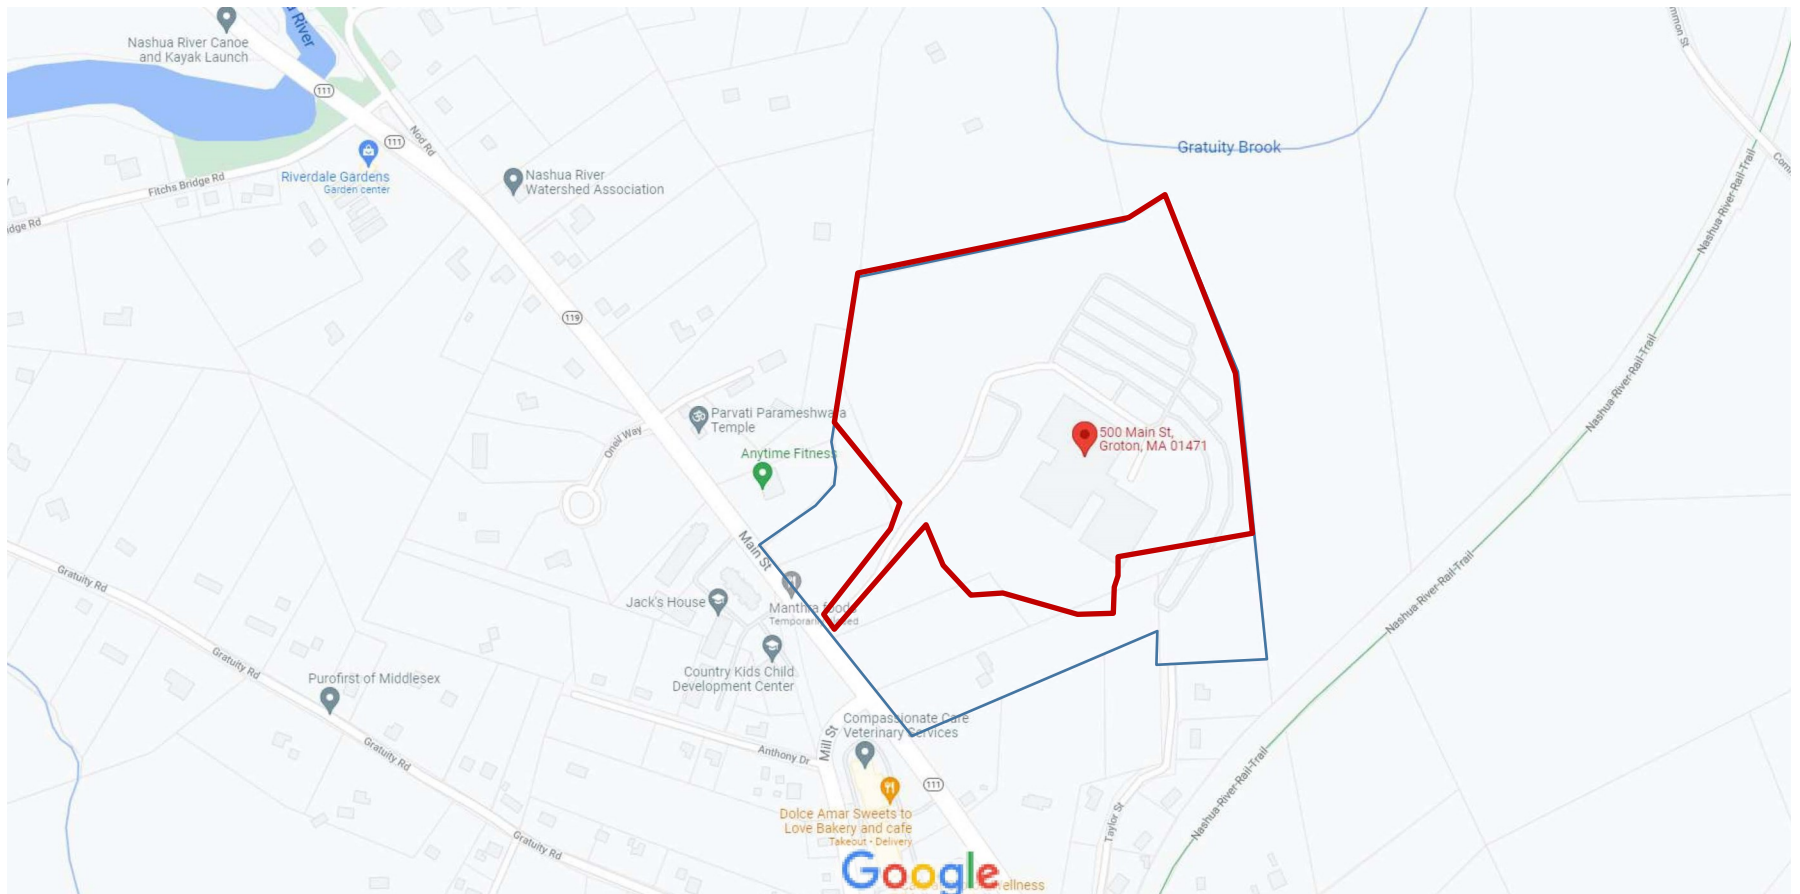 River
Nashua River Canoe
and Kayak Launch
111
111
Nod Rd
Riverdale Gardens
Garden center
Fitchs Bridge Rd
Nashua River
Watershed Association
Gratuity Brook
Nashua-River-Rail-Trail
Nashua-River-Rail-Trail
119
Parvati Parameshwara
Temple
Oneil Way
Anytime Fitness
500 Main St,
Groton, MA 01471
Nashua-River-Rail-Trail
Main St
Gratuity Rd
Jack's House
Manthra foods
Nashua-River-Rail-Trail
Gratuity Rd
Purofirst of Middlesex
Country Kids Child
Development Center
Compassionate Care
Veterinary Services
Mill St
Anthony Dr
Gratuity Rd
111
Nashua-River-Rail-Trail
Dolce Amar Sweets to
Love Bakery and cafe
Takeout • Delivery
Taylor St
Gratuity Rd
Google